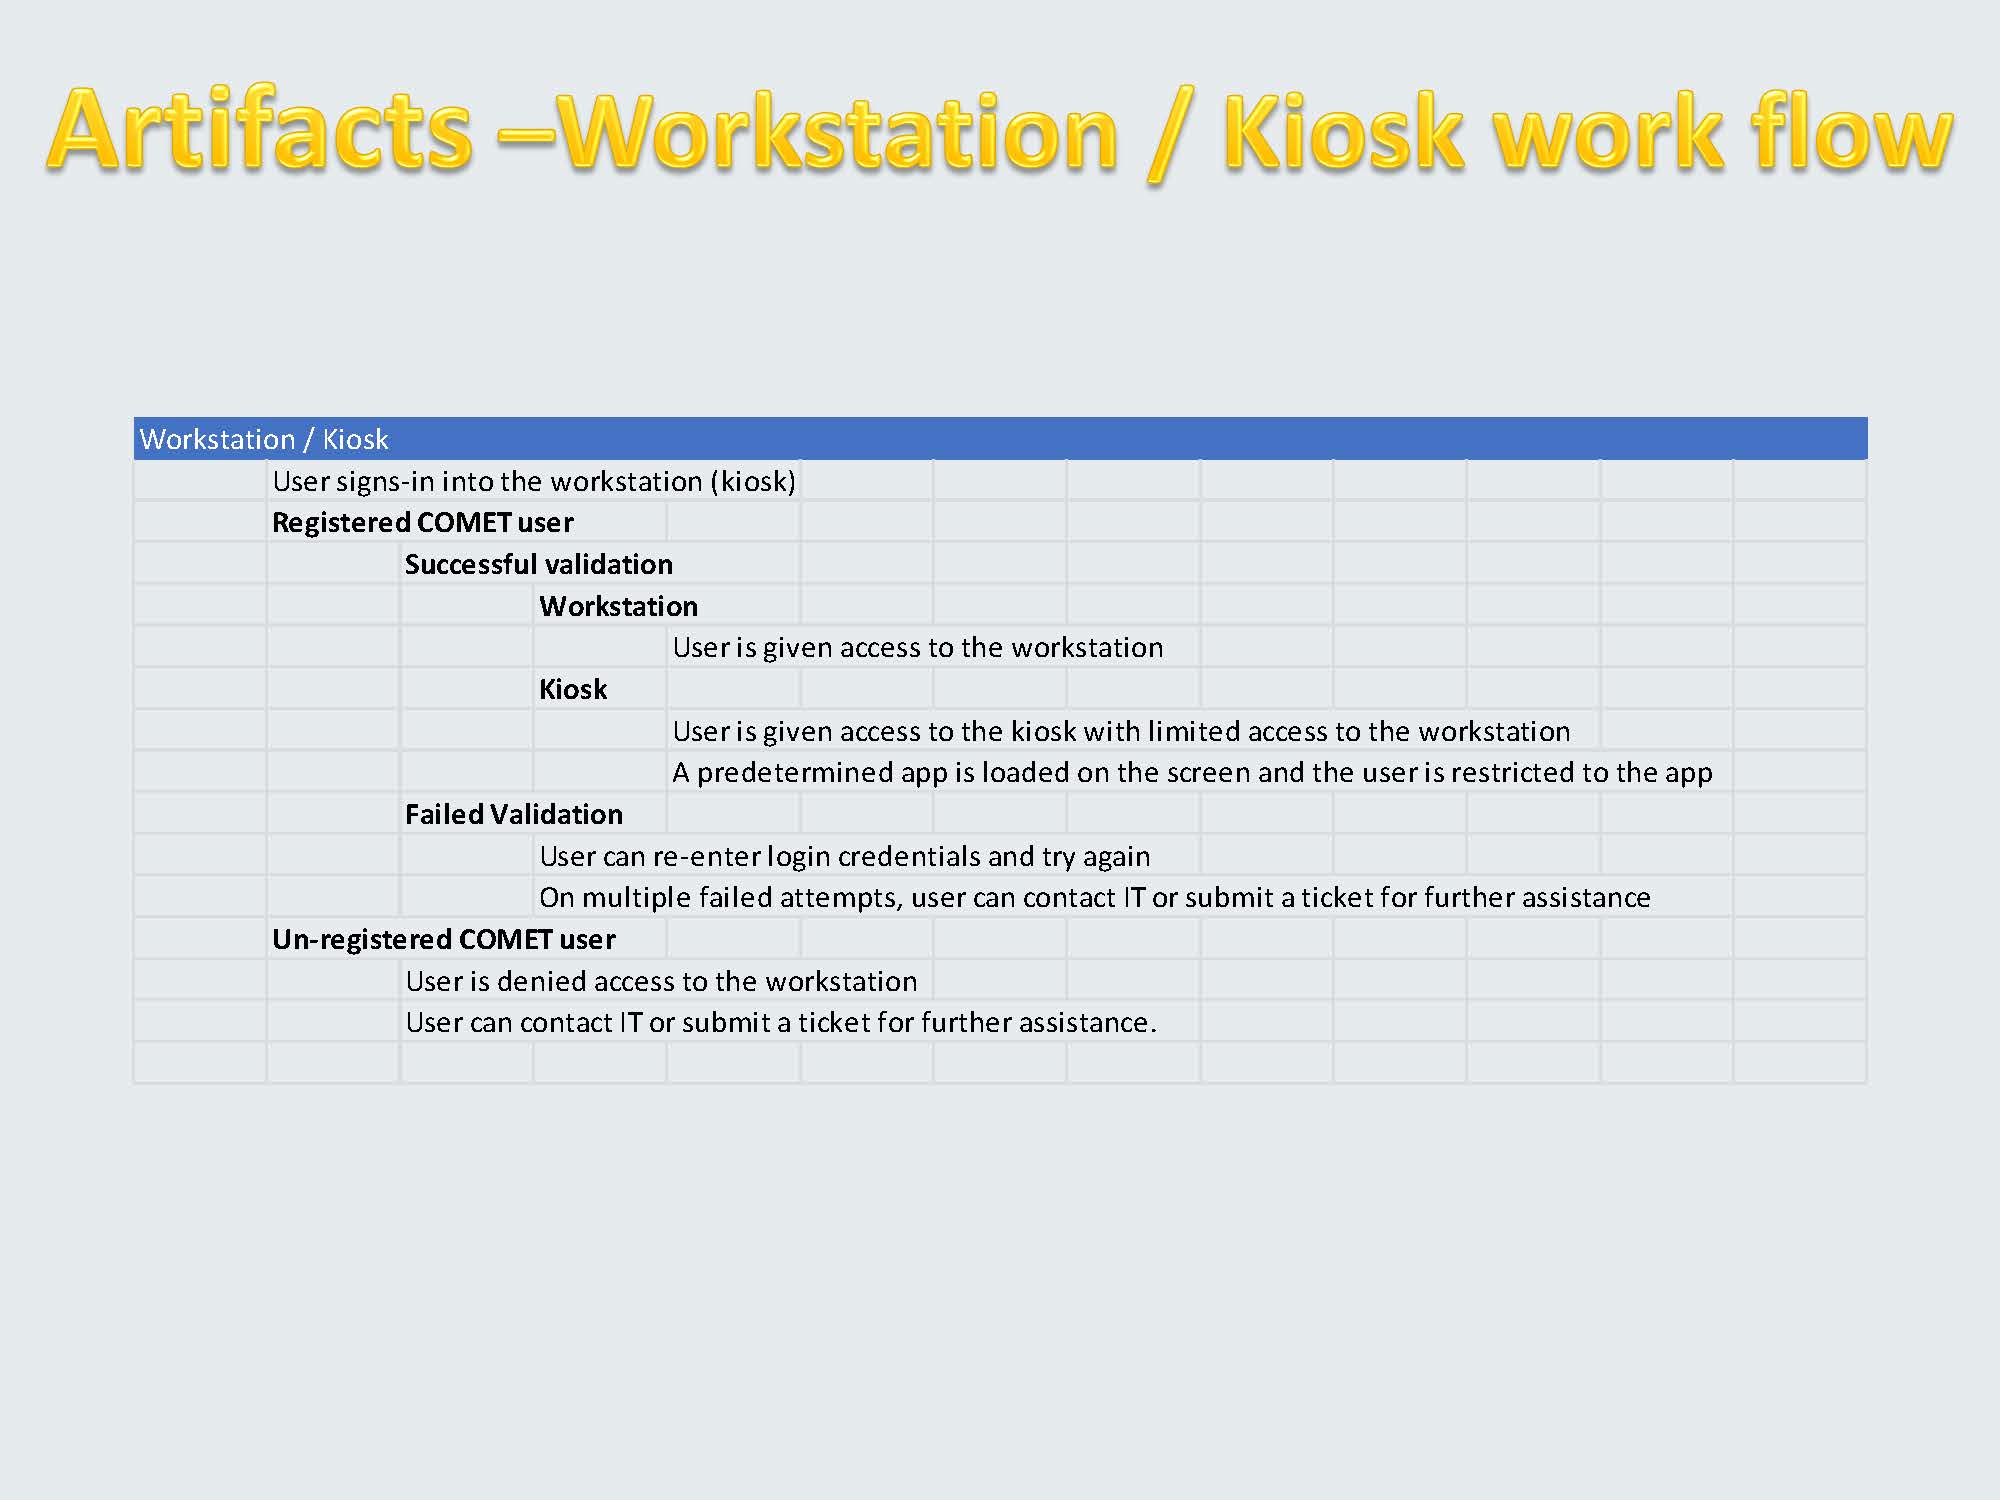 Artifacts –Workstation / Kiosk work flow
Workstation / Kiosk
User signs-in into the workstation (kiosk)
Registered COMET user
Successful validation
Workstation
User is given access to the workstation
Kiosk
User is given access to the kiosk with limited access to the workstation
A predetermined app is loaded on the screen and the user is restricted to the app
Failed Validation
User can re-enter login credentials and try again
On multiple failed attempts, user can contact IT or submit a ticket for further assistance
Un-registered COMET user
User is denied access to the workstation
User can contact IT or submit a ticket for further assistance.